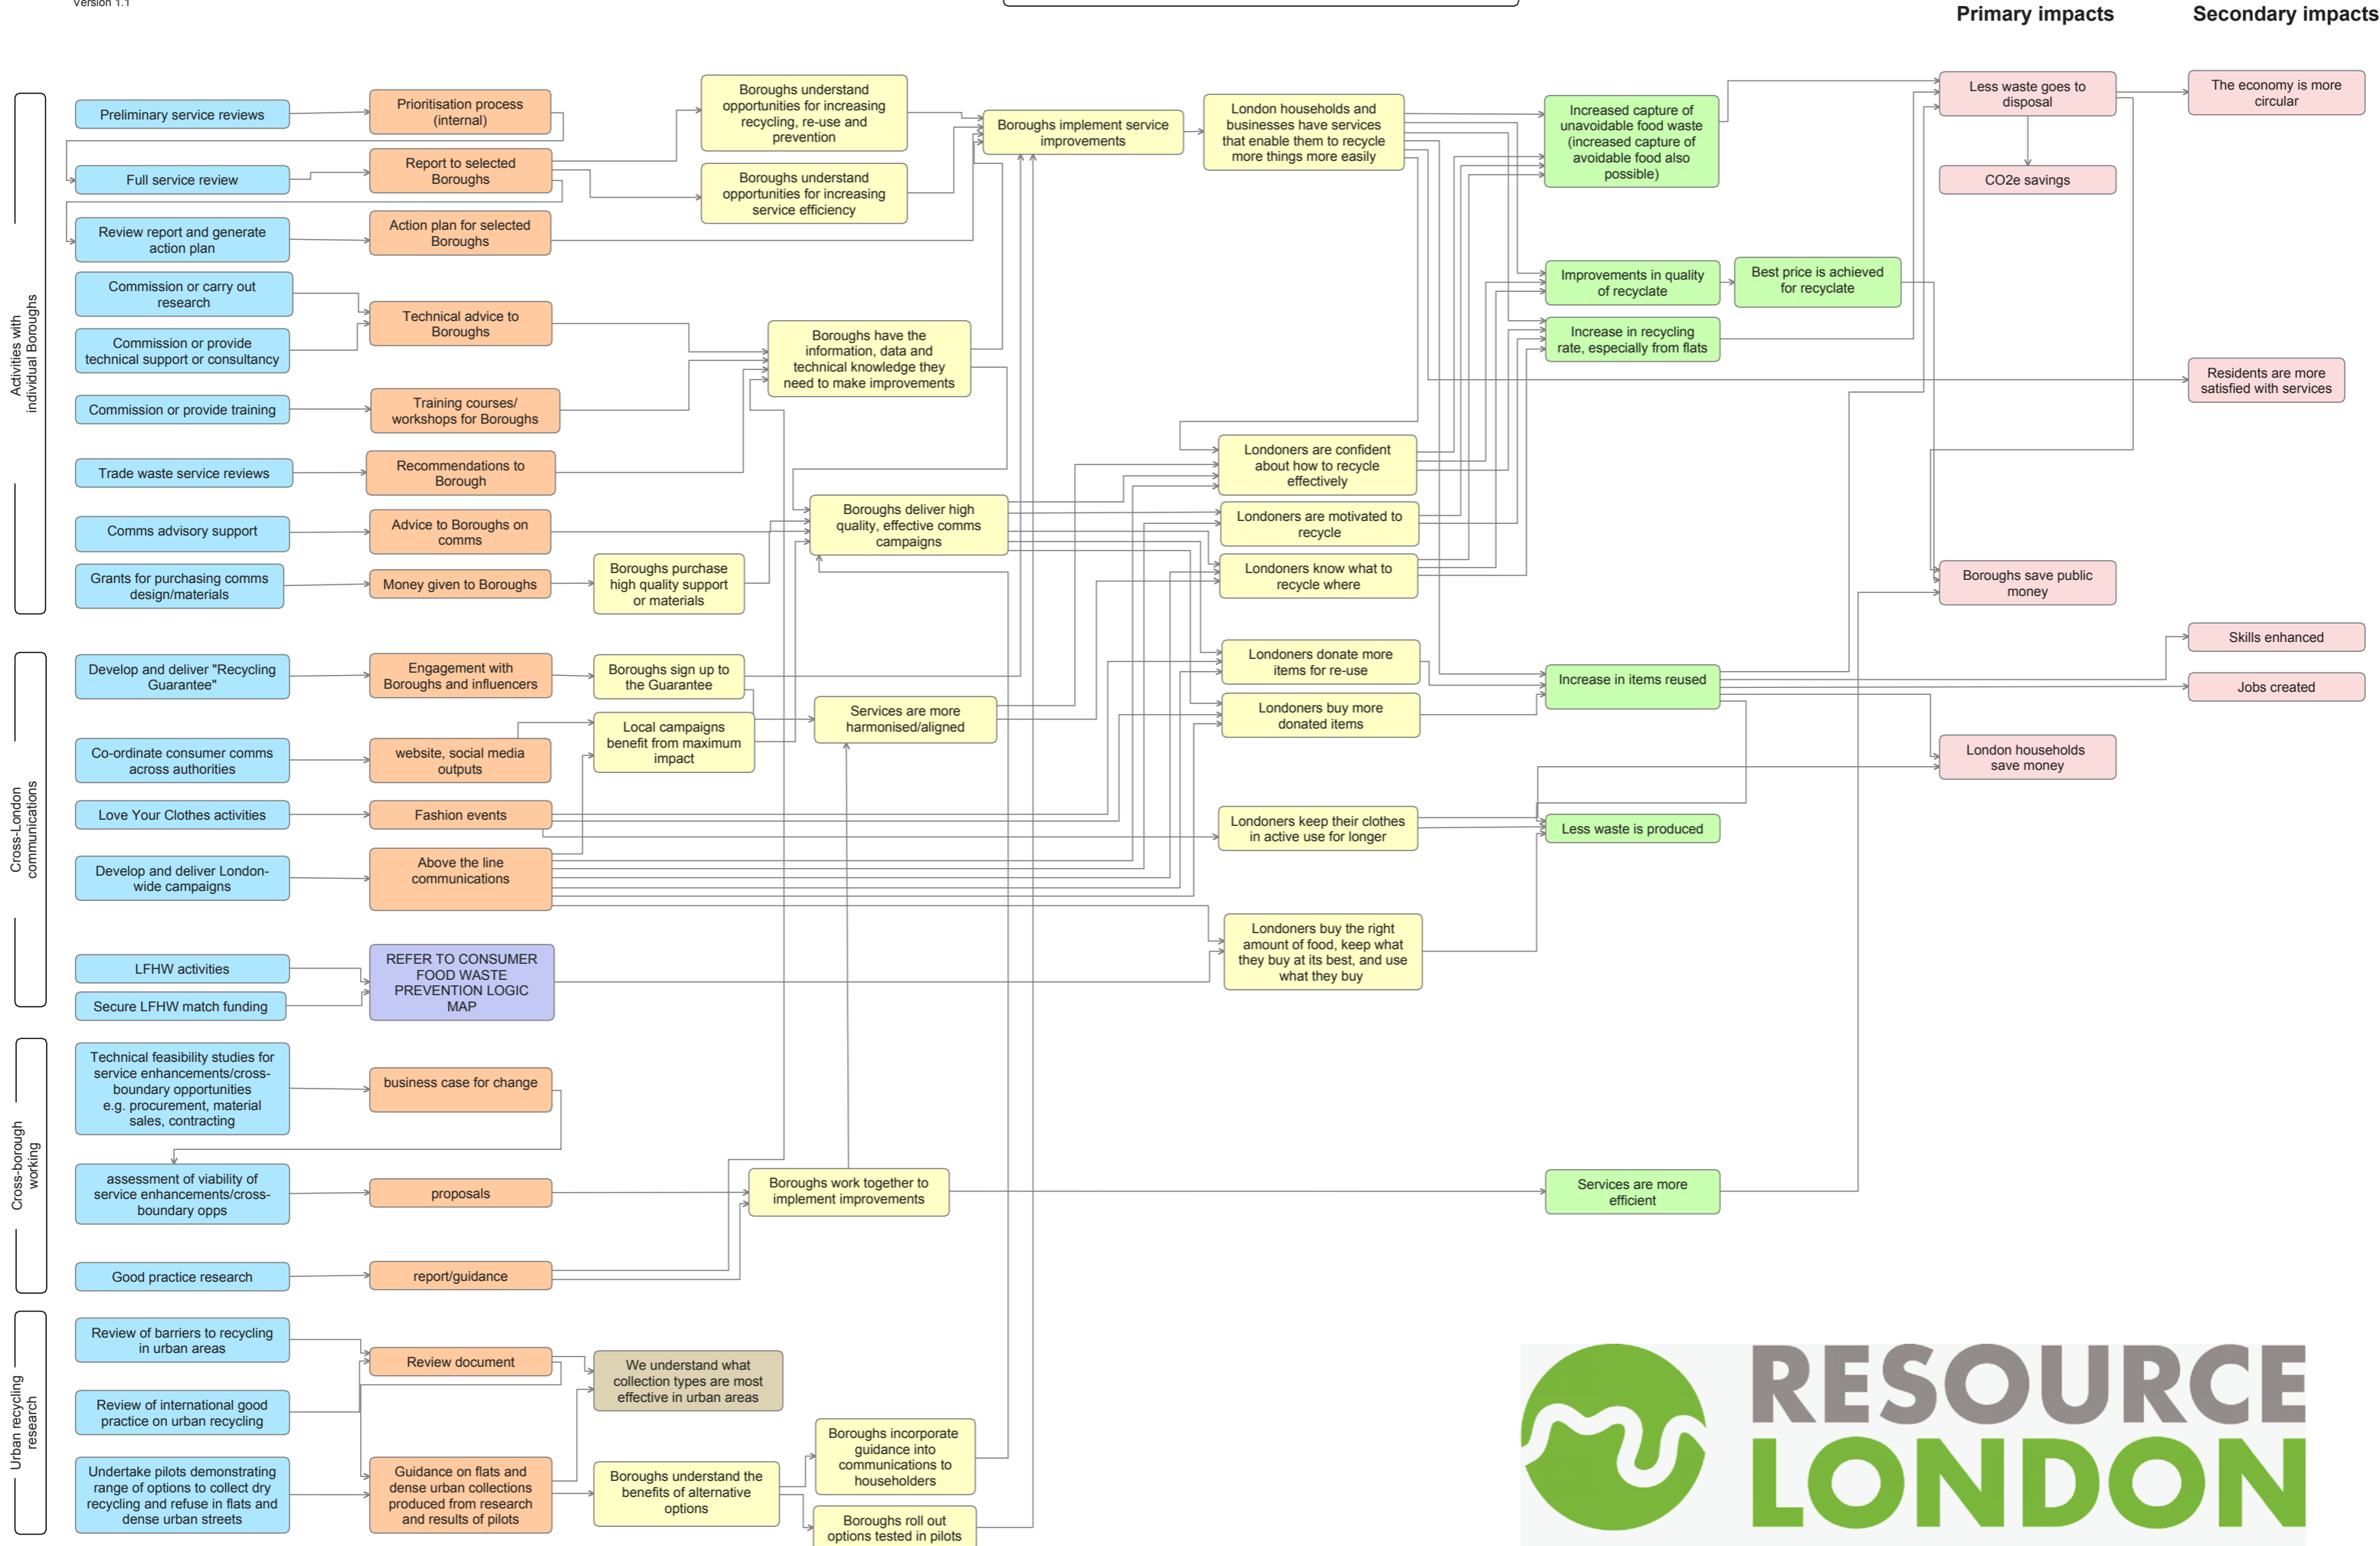 Version 1.1
Primary impacts
Secondary impacts
Activities with
individual Boroughs
Preliminary service reviews
Prioritisation process
(internal)
Full service review
Report to selected
Boroughs
Review report and generate
action plan
Action plan for selected
Boroughs
Commission or carry out
research
Commission or provide
technical support or consultancy
Technical advice to
Boroughs
Commission or provide training
Training courses/
workshops for Boroughs
Trade waste service reviews
Recommendations to
Borough
Comms advisory support
Advice to Boroughs on
comms
Grants for purchasing comms
design/materials
Money given to Boroughs
Boroughs purchase
high quality support
or materials
Boroughs understand
opportunities for increasing
recycling, re-use and
prevention
Boroughs understand
opportunities for increasing
service efficiency
Boroughs have the
information, data and
technical knowledge they
need to make improvements
Boroughs deliver high
quality, effective comms
campaigns
Boroughs implement service
improvements
London households and
businesses have services
that enable them to recycle
more things more easily
Londoners are confident
about how to recycle
effectively
Londoners are motivated to
recycle
Londoners know what to
recycle where
Increased capture of
unavoidable food waste
(increased capture of
avoidable food also
possible)
Improvements in quality
of recyclate
Best price is achieved
for recyclate
Increase in recycling
rate, especially from flats
Less waste goes to
disposal
CO2e savings
The economy is more
circular
Residents are more
satisfied with services
Boroughs save public
money
Cross-London
communications
Develop and deliver "Recycling
Guarantee"
Engagement with
Boroughs and influencers
Boroughs sign up to
the Guarantee
Co-ordinate consumer comms
across authorities
website, social media
outputs
Local campaigns
benefit from maximum
impact
Services are more
harmonised/aligned
Love Your Clothes activities
Fashion events
Develop and deliver London-
wide campaigns
Above the line
communications
LFHW activities
Secure LFHW match funding
REFER TO CONSUMER
FOOD WASTE
PREVENTION LOGIC
MAP
Londoners donate more
items for re-use
Londoners buy more
donated items
Londoners keep their clothes
in active use for longer
Londoners buy the right
amount of food, keep what
they buy at its best, and use
what they buy
Increase in items reused
Less waste is produced
Skills enhanced
Jobs created
London households
save money
Cross-borough
working
Technical feasibility studies for
service enhancements/cross-
boundary opportunities
e.g. procurement, material
sales, contracting
business case for change
assessment of viability of
service enhancements/cross-
boundary opps
proposals
Boroughs work together to
implement improvements
Services are more
efficient
Good practice research
report/guidance
Urban recycling
research
Review of barriers to recycling
in urban areas
Review of international good
practice on urban recycling
Review document
We understand what
collection types are most
effective in urban areas
Undertake pilots demonstrating
range of options to collect dry
recycling and refuse in flats and
dense urban streets
Guidance on flats and
dense urban collections
produced from research
and results of pilots
Boroughs understand the
benefits of alternative
options
Boroughs incorporate
guidance into
communications to
householders
Boroughs roll out
options tested in pilots
RESOURCE
LONDON